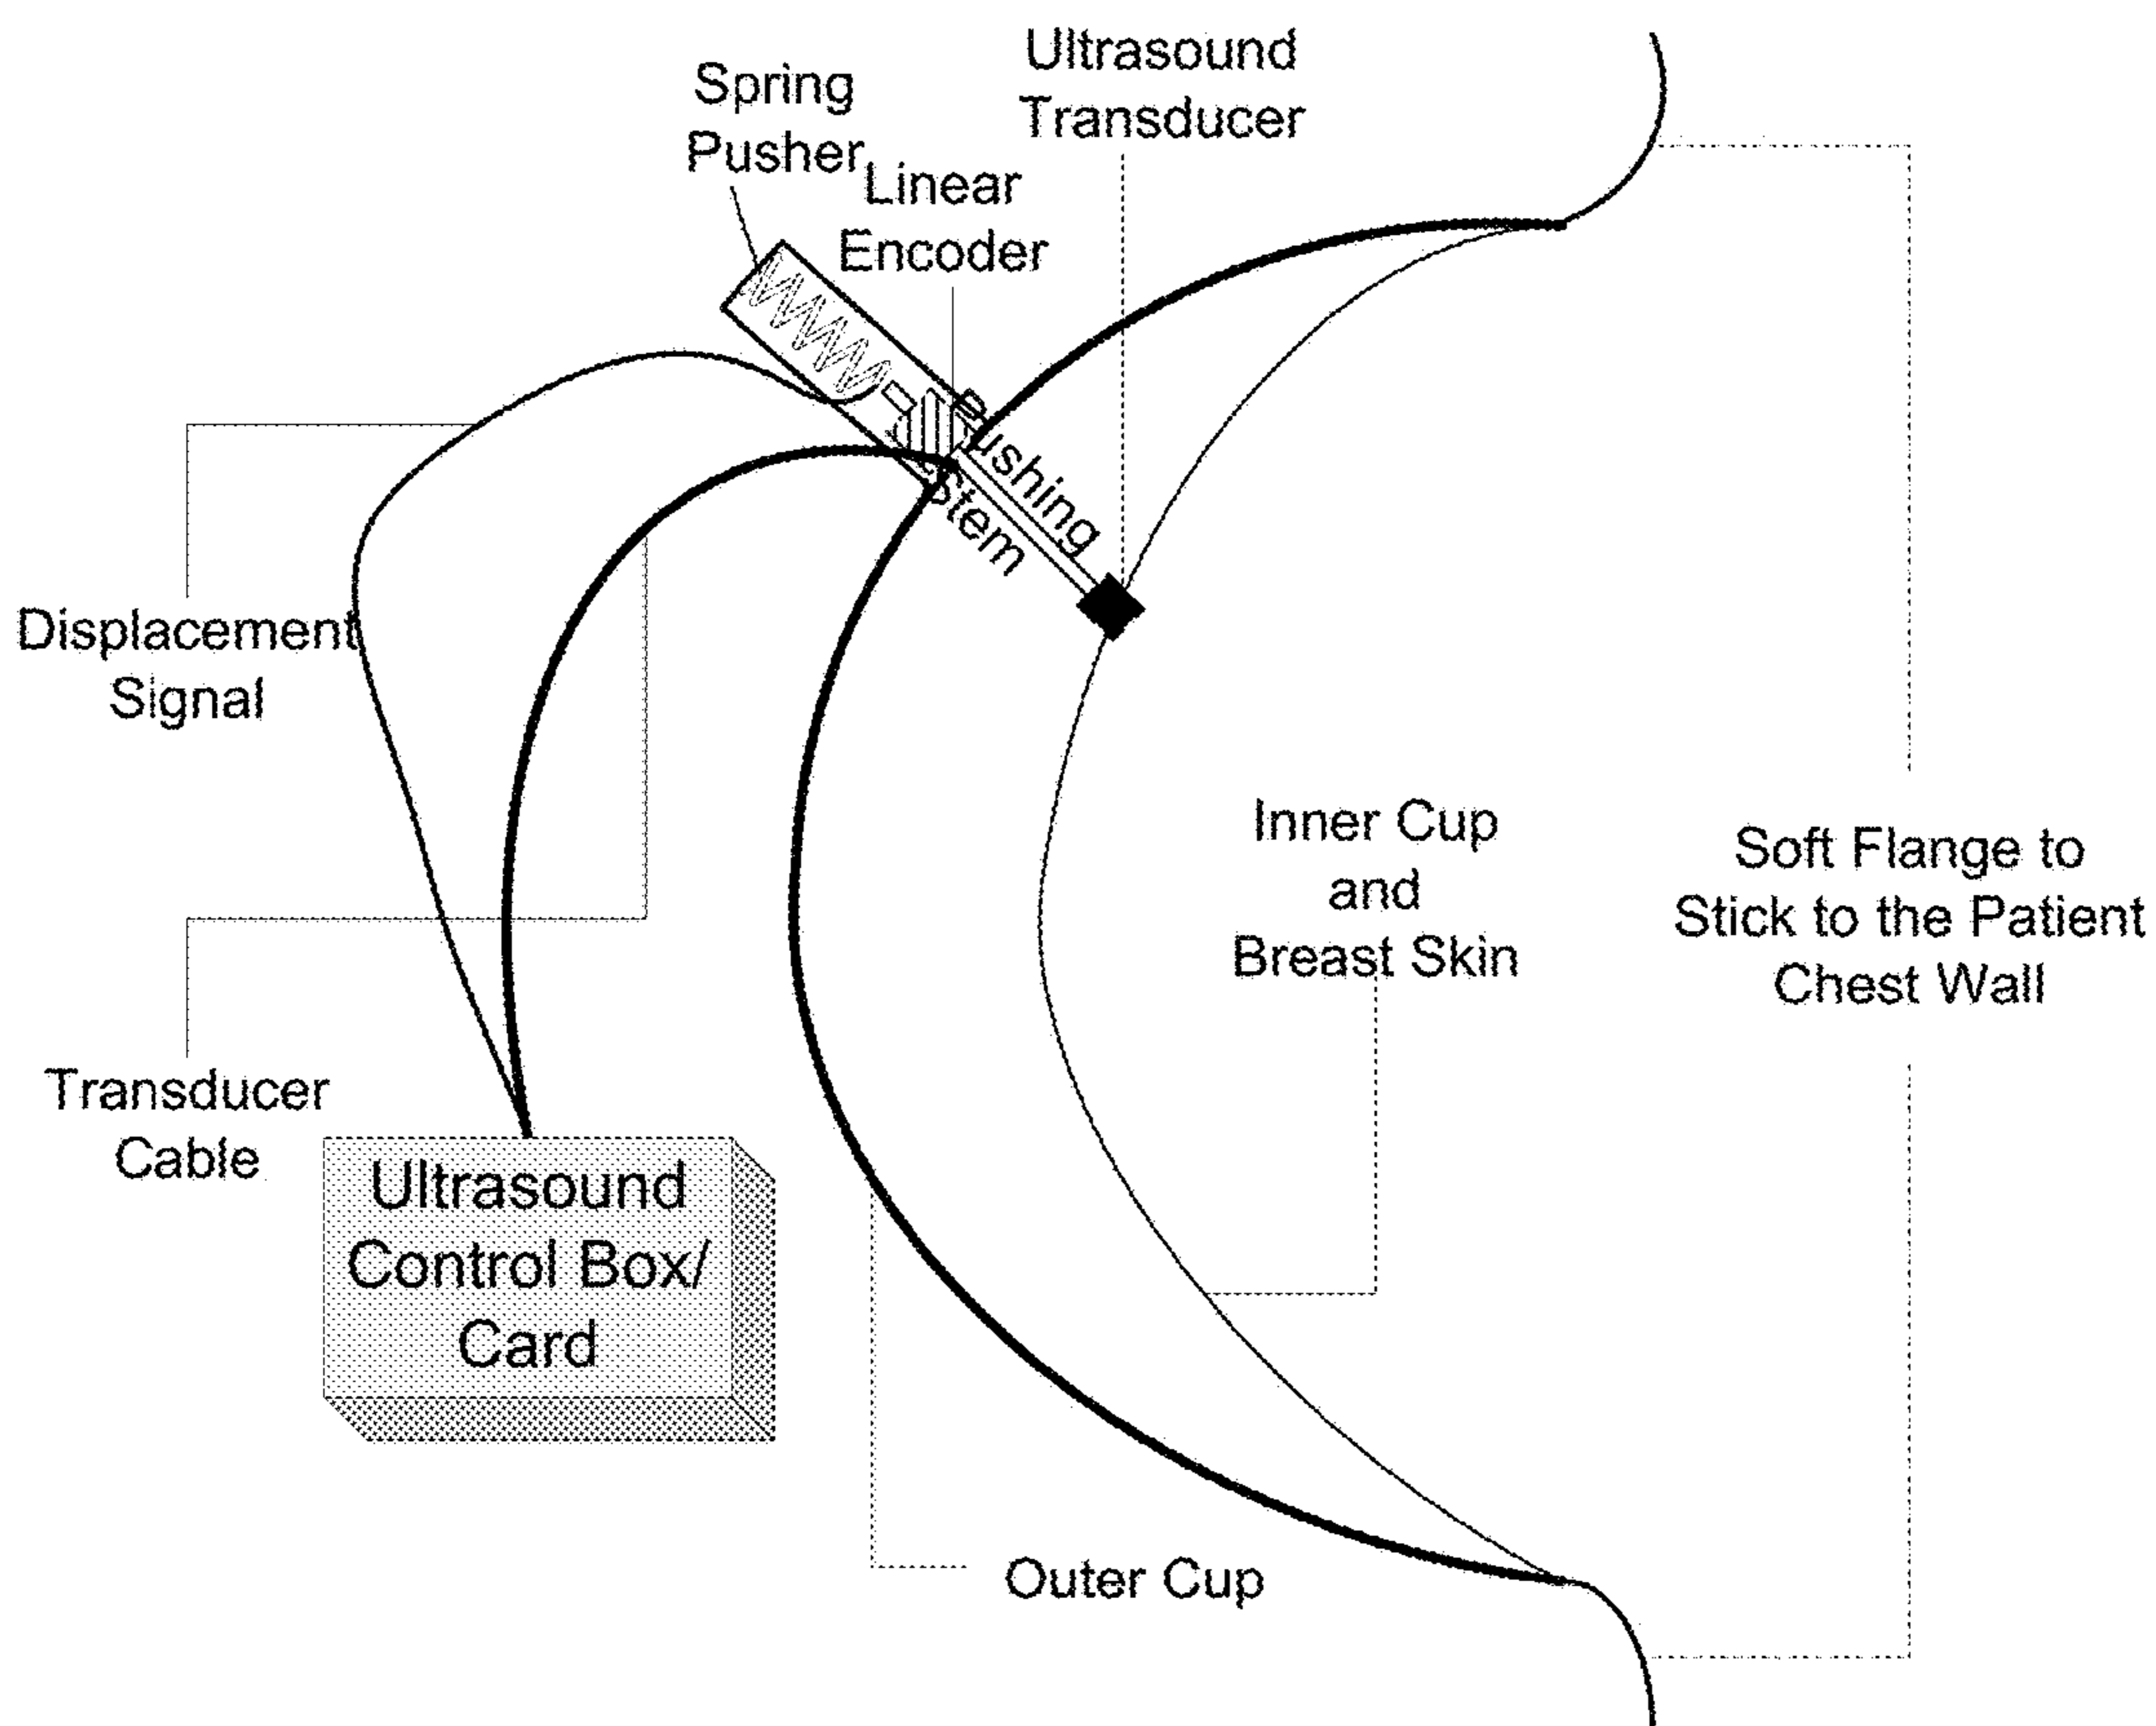 Ultrasound
Transducer
Spring
Pusher
Linear
Encoder
Pushing
Stem
Displacement
Signal
Inner Cup
and
Breast Skin
Soft Flange to
Stick to the Patient
Chest Wall
Transducer
Cable
Ultrasound
Control Box/
Card
Outer Cup